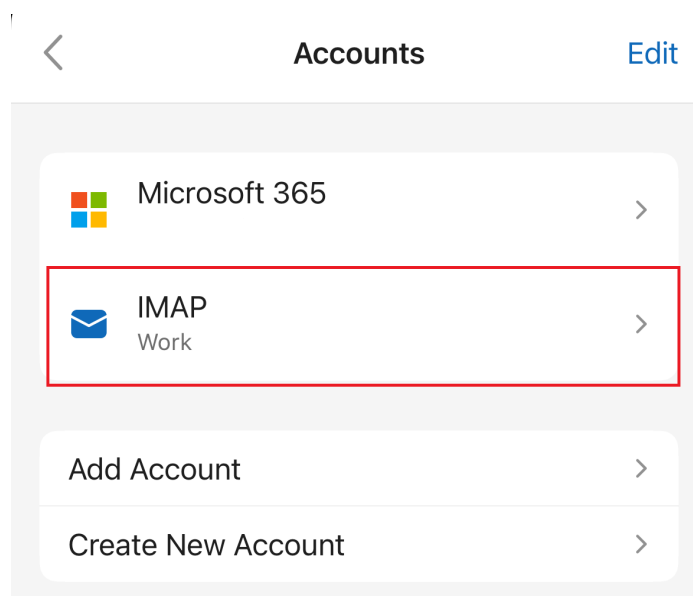 Accounts
Edit
Microsoft 365
IMAP
Work
Add Account
Create New Account